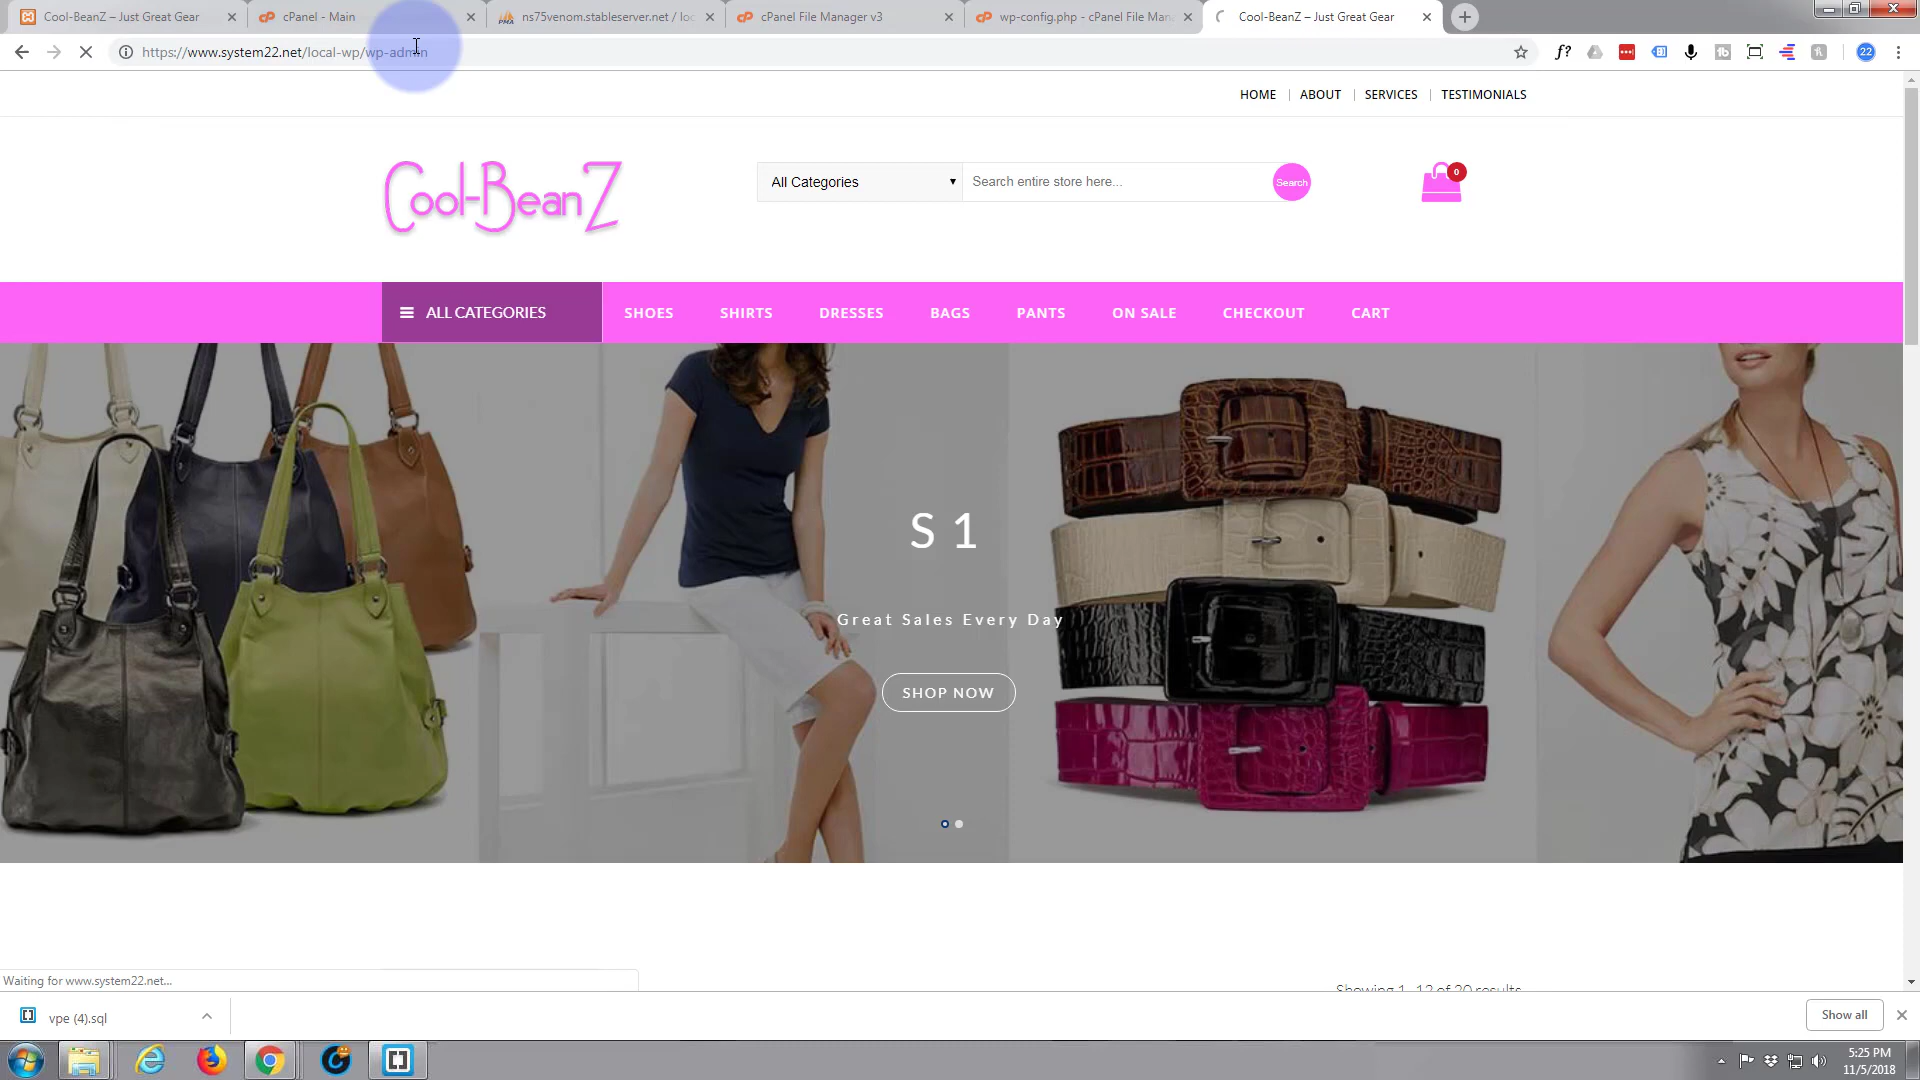 Cool-BeanZ – Just Great Gear
cPanel - Main
ns75venom.stableserver.net / loc
cPanel File Manager v3
wp-config.php - cPanel File Man
Cool-BeanZ – Just Great Gear
https://www.system22.net/local-wp/wp-admin
f?
22
HOME
ABOUT
SERVICES
TESTIMONIALS
Cool-BeanZ
All Categories
Search entire store here...
Search
0
ALL CATEGORIES
SHOES
SHIRTS
DRESSES
BAGS
PANTS
ON SALE
CHECKOUT
CART
S 1
Great Sales Every Day
SHOP NOW
Showing 1–12 of 20 results
Waiting for www.system22.net...
vpe (4).sql
Show all
5:25 PM
11/5/2018